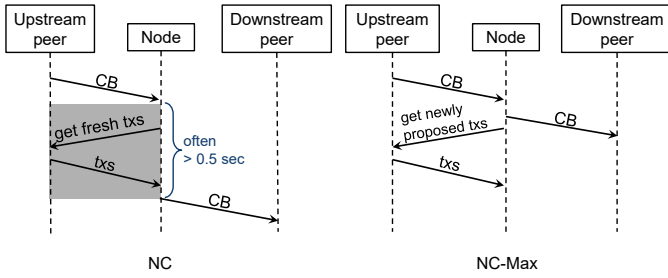 Upstream
peer
Node
Downstream
peer
CB
get fresh txs
txs
often
> 0.5 sec
CB
NC
Upstream
peer
Node
Downstream
peer
CB
CB
get newly
proposed txs
txs
NC-Max